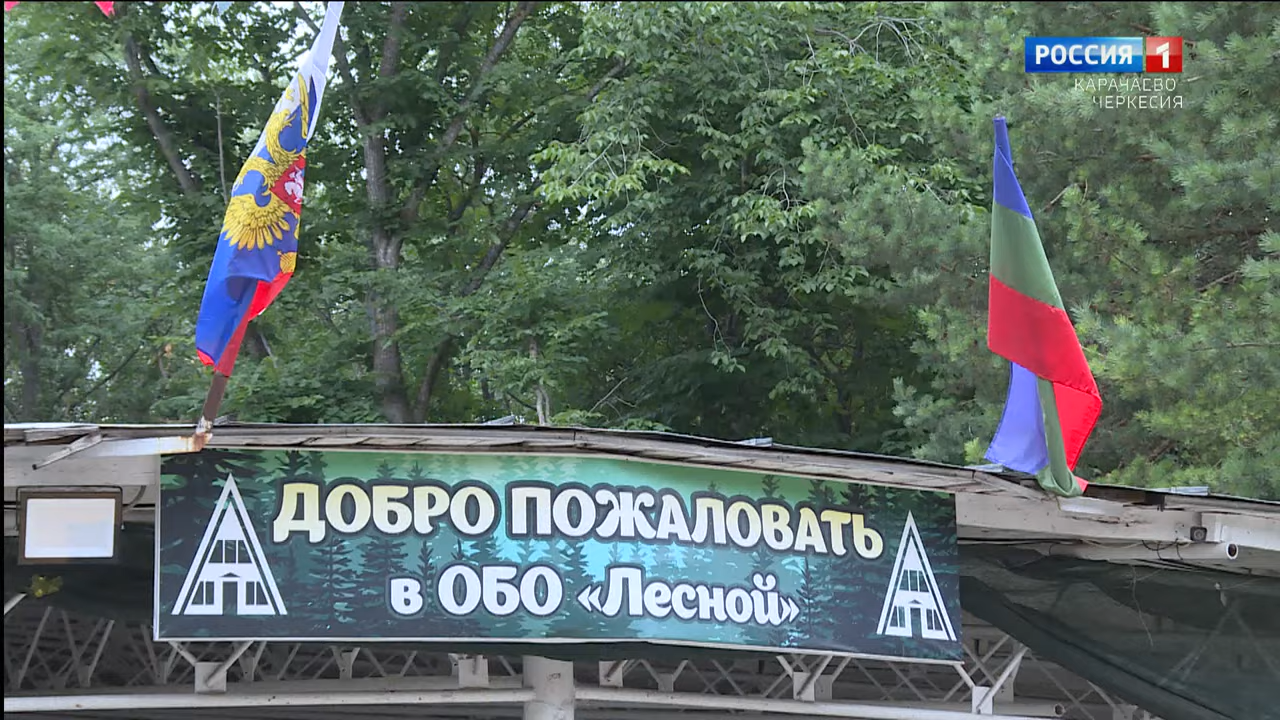 РОССИЯ 1
КАРАЧАЕВО
ЧЕРКЕСИЯ
ДОБРО ПОЖАЛОВАТЬ
в ОБО «Лесной»